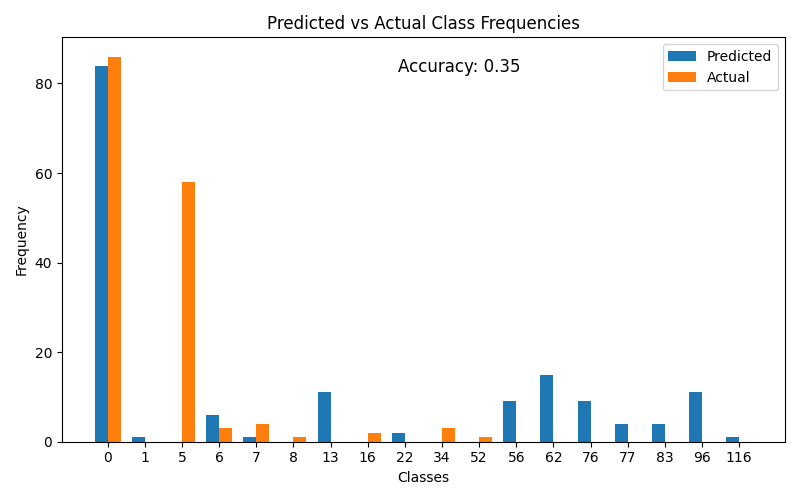 Predicted vs Actual Class Frequencies
Accuracy: 0.35
Predicted
Actual
80
60
40
20
0
Frequency
0 1 5 6 7 8 13 16 22 34 52 56 62 76 77 83 96 116
Classes